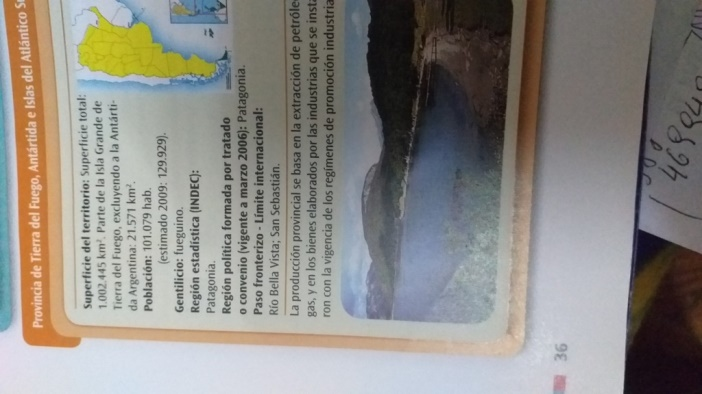 Provincia de Tierra del Fuego, Antártida e Islas del Atlántico
Superficie del territorio: Superficie total:
1.002.445 km². Parte de la Isla Grande de
Tierra del Fuego, excluyendo a la Antárti-
da Argentina: 21.571 km².
Población: 101.079 hab.
(estimado 2009: 129.929).
Gentilicio: fueguino.
Región estadística (INDEC):
Patagonia.
Región política formada por tratado
o convenio (vigente a marzo 2006): Patagonia.
Paso fronterizo - Límite internacional:
Río Bella Vista; San Sebastián.
La producción provincial se basa en la extracción de petróle
gas, y en los bienes elaborados por las industrias que se inst
ron con la vigencia de los regímenes de promoción industria
36